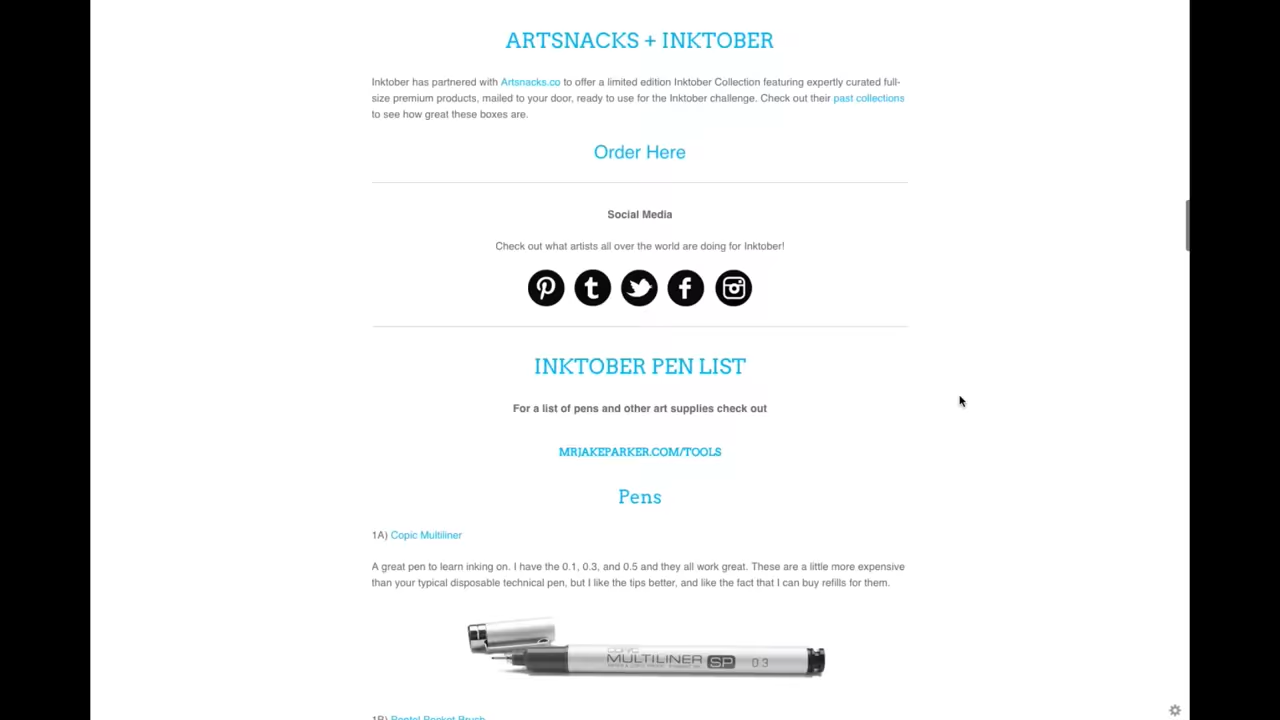 ARTSNACKS + INKTOBER
Inktober has partnered with Artsnacks.co to offer a limited edition Inktober Collection featuring expertly curated full-
size premium products, mailed to your door, ready to use for the Inktober challenge. Check out their past collections
to see how great these boxes are.
Order Here
Social Media
Check out what artists all over the world are doing for Inktober!
INKTOBER PEN LIST
For a list of pens and other art supplies check out
MRJAKEPARKER.COM/TOOLS
Pens
1A) Copic Multiliner
A great pen to learn inking on. I have the 0.1, 0.3, and 0.5 and they all work great. These are a little more expensive
than your typical disposable technical pen, but I like the tips better, and like the fact that I can buy refills for them.
COPIC
MULTILINER SP 0 3
1B) Pentel Pocket Brush